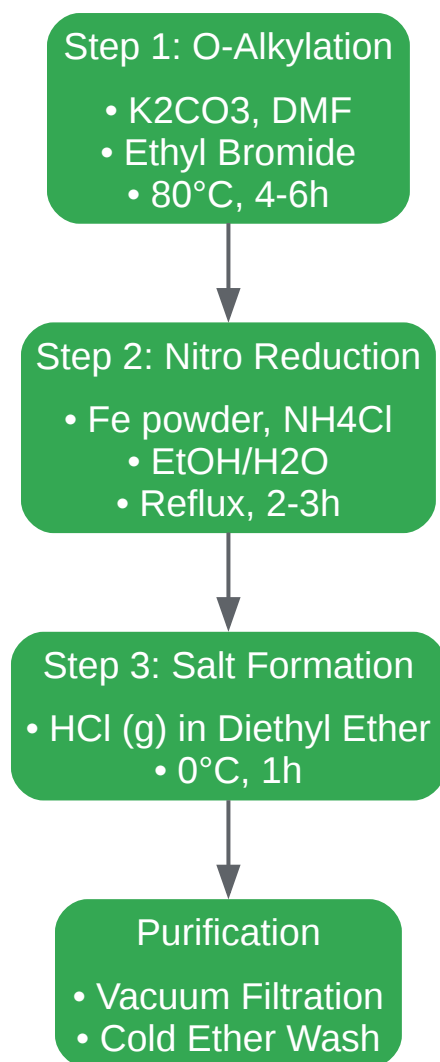 Step 1: O-Alkylation
• K2CO3, DMF
• Ethyl Bromide
• 80°C, 4-6h
Step 2: Nitro Reduction
• Fe powder, NH4Cl
• EtOH/H2O
• Reflux, 2-3h
Step 3: Salt Formation
• HCl (g) in Diethyl Ether
• 0°C, 1h
Purification
• Vacuum Filtration
• Cold Ether Wash